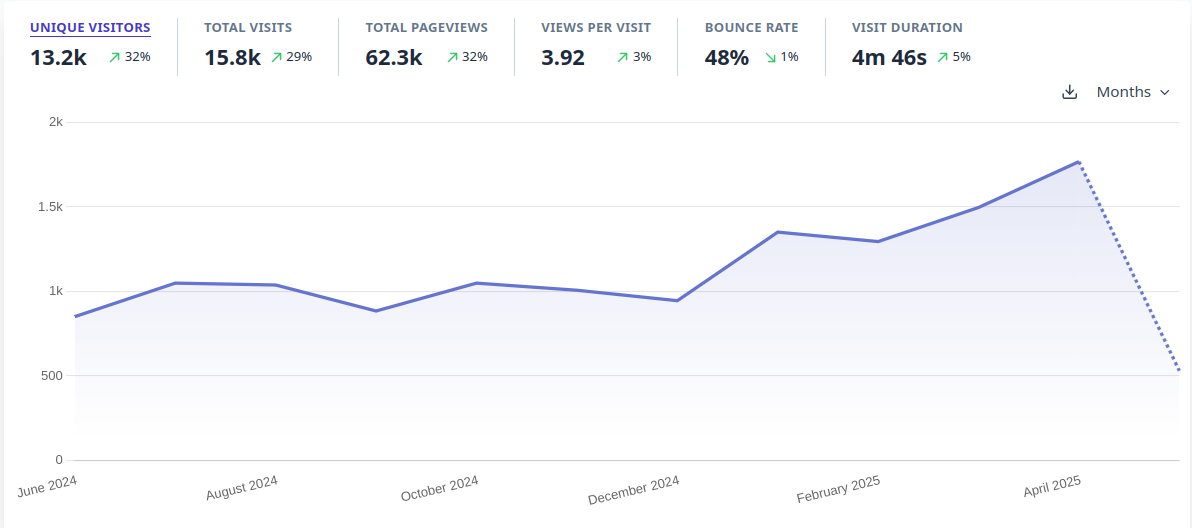 UNIQUE VISITORS TOTAL VISITS TOTAL PAGEVIEWS VIEWS PER VISIT BOUNCE RATE VISIT DURATION
13.2k 32% 15.8k 29% 62.3k 32% 3.92 3% 48% 1% 4m 46s 5%
Months
2k
1.5k
1k
500
0
June 2024 August 2024 October 2024 December 2024 February 2025 April 2025